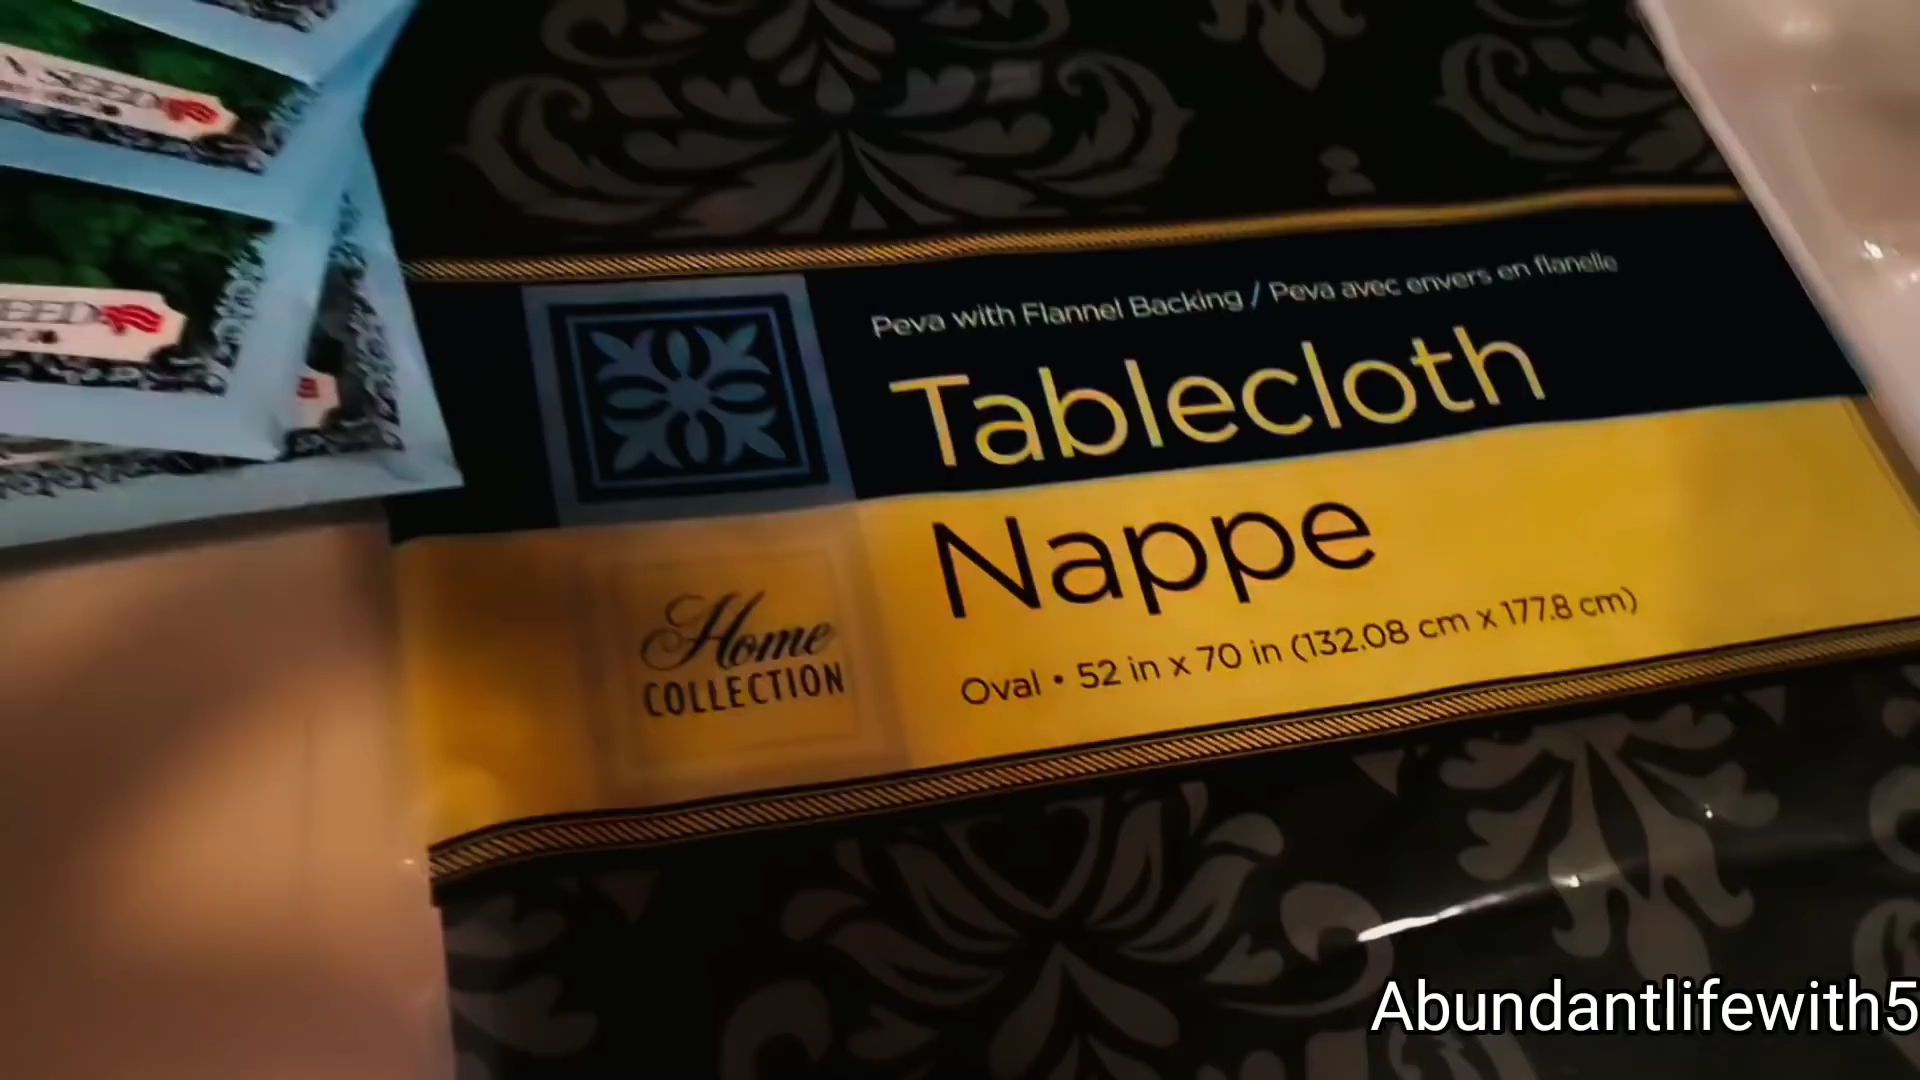 SEED
Peva with Flannel Backing / Peva avec envers en flanelle
Tablecloth
Nappe
Home
COLLECTION
Oval • 52 in x 70 in (132.08 cm x 177.8 cm)
Abundantlifewith5